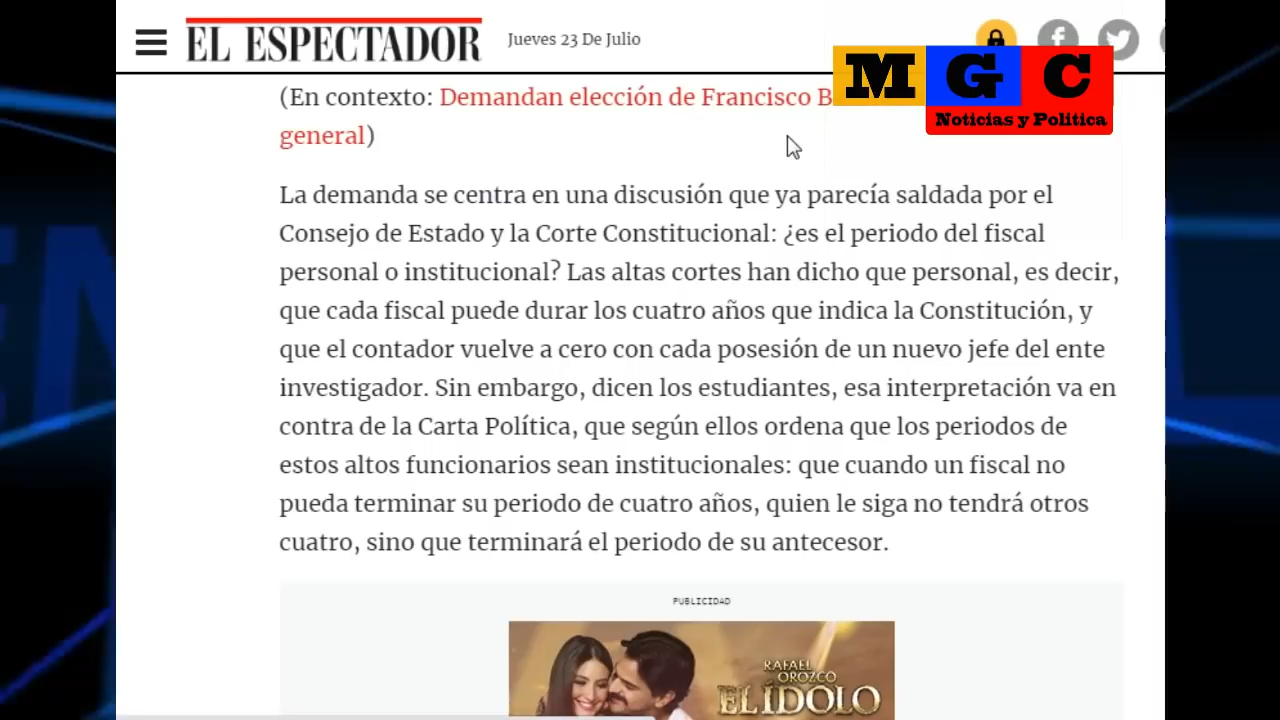 EL ESPECTADOR
Jueves 23 De Julio
M G C
Noticias y Politica
(En contexto: Demandan elección de Francisco
general)
La demanda se centra en una discusión que ya parecía saldada por el
Consejo de Estado y la Corte Constitucional: ¿es el periodo del fiscal
personal o institucional? Las altas cortes han dicho que personal, es decir,
que cada fiscal puede durar los cuatro años que indica la Constitución, y
que el contador vuelve a cero con cada posesión de un nuevo jefe del ente
investigador. Sin embargo, dicen los estudiantes, esa interpretación va en
contra de la Carta Política, que según ellos ordena que los periodos de
estos altos funcionarios sean institucionales: que cuando un fiscal no
pueda terminar su periodo de cuatro años, quien le siga no tendrá otros
cuatro, sino que terminará el periodo de su antecesor.
PUBLICIDAD
RAFAEL
OROZCO
EL ÍDOLO